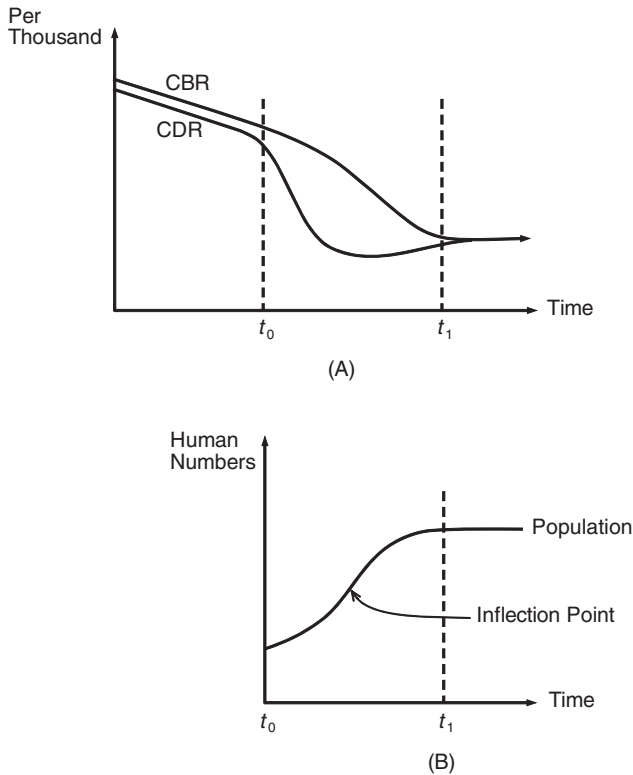 Per
Thousand
CBR
CDR
Time
t0
t1
(A)
Human
Numbers
Population
Inflection Point
Time
t0
t1
(B)